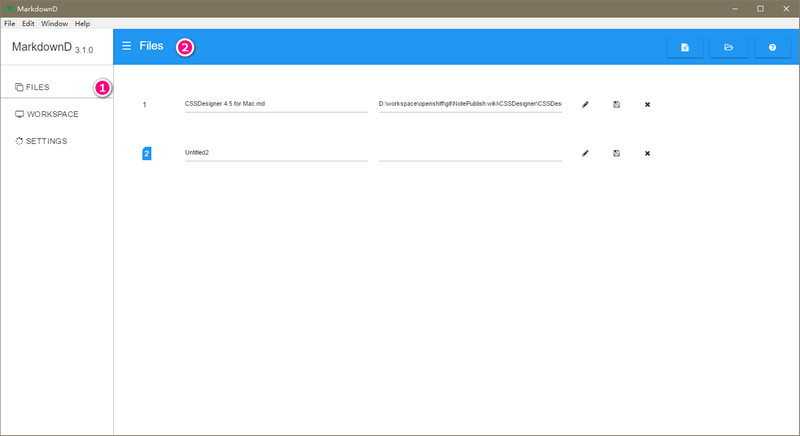 MarkdownD
File Edit Window Help
MarkdownD 3.1.0
Files
2
FILES
1
WORKSPACE
SETTINGS
1 CSSDesigner 4.5 for Mac.md D:\workspace\openshift\git\NotePublish.wiki\CSSDesigner\CSSDes
2 Untitled2